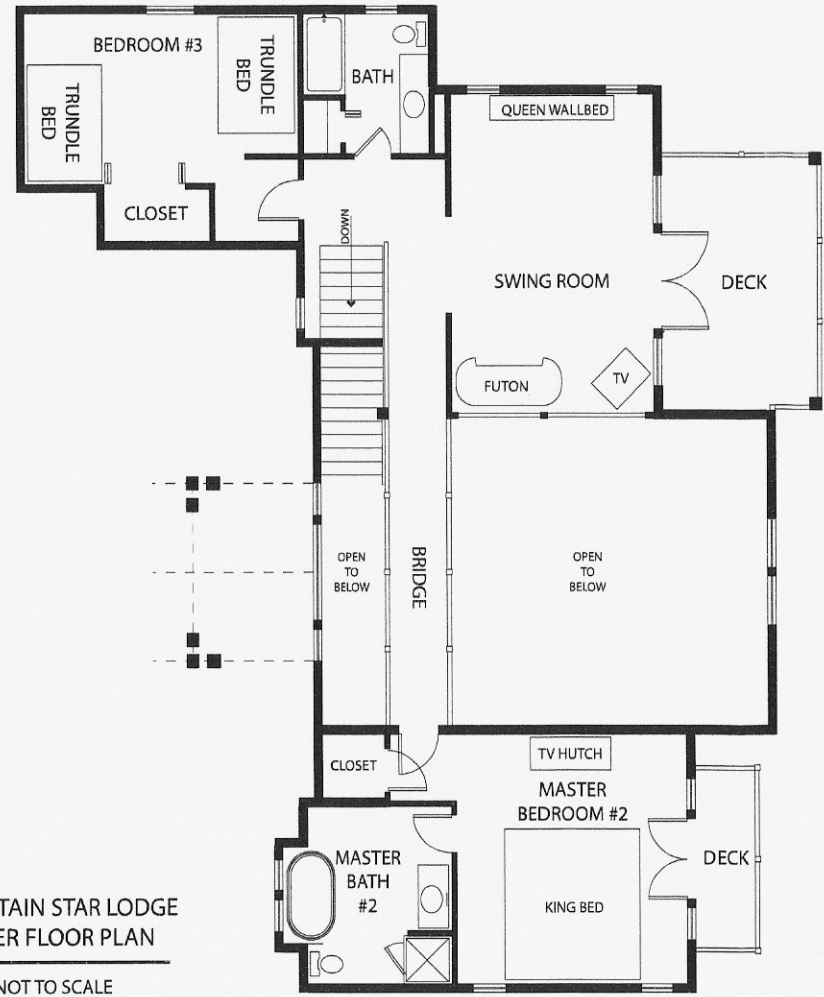 BEDROOM #3
TRUNDLE
BED
TRUNDLE
BED
CLOSET
BATH
QUEEN WALLBED
DOWN
SWING ROOM
DECK
FUTON
TV
OPEN
TO
BELOW
BRIDGE
OPEN
TO
BELOW
CLOSET
TV HUTCH
MASTER
BEDROOM #2
MASTER
BATH
#2
KING BED
DECK
TAIN STAR LODGE
ER FLOOR PLAN
NOT TO SCALE